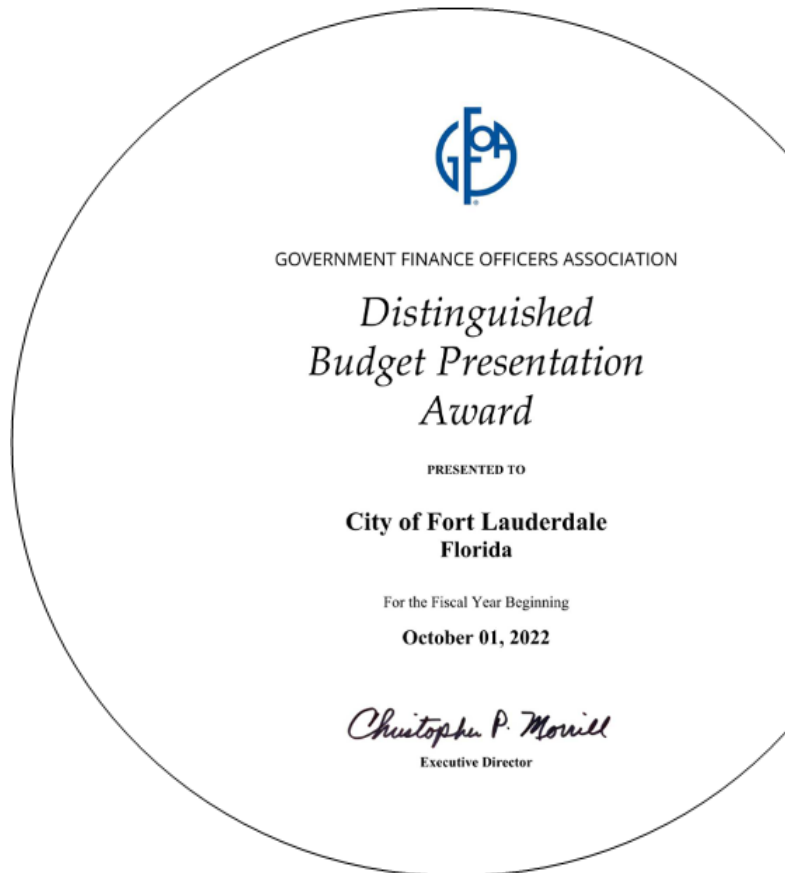 GFOA
GOVERNMENT FINANCE OFFICERS ASSOCIATION
Distinguished
Budget Presentation
Award
PRESENTED TO
City of Fort Lauderdale
Florida
For the Fiscal Year Beginning
October 01, 2022
Christopher P. Morrill
Executive Director